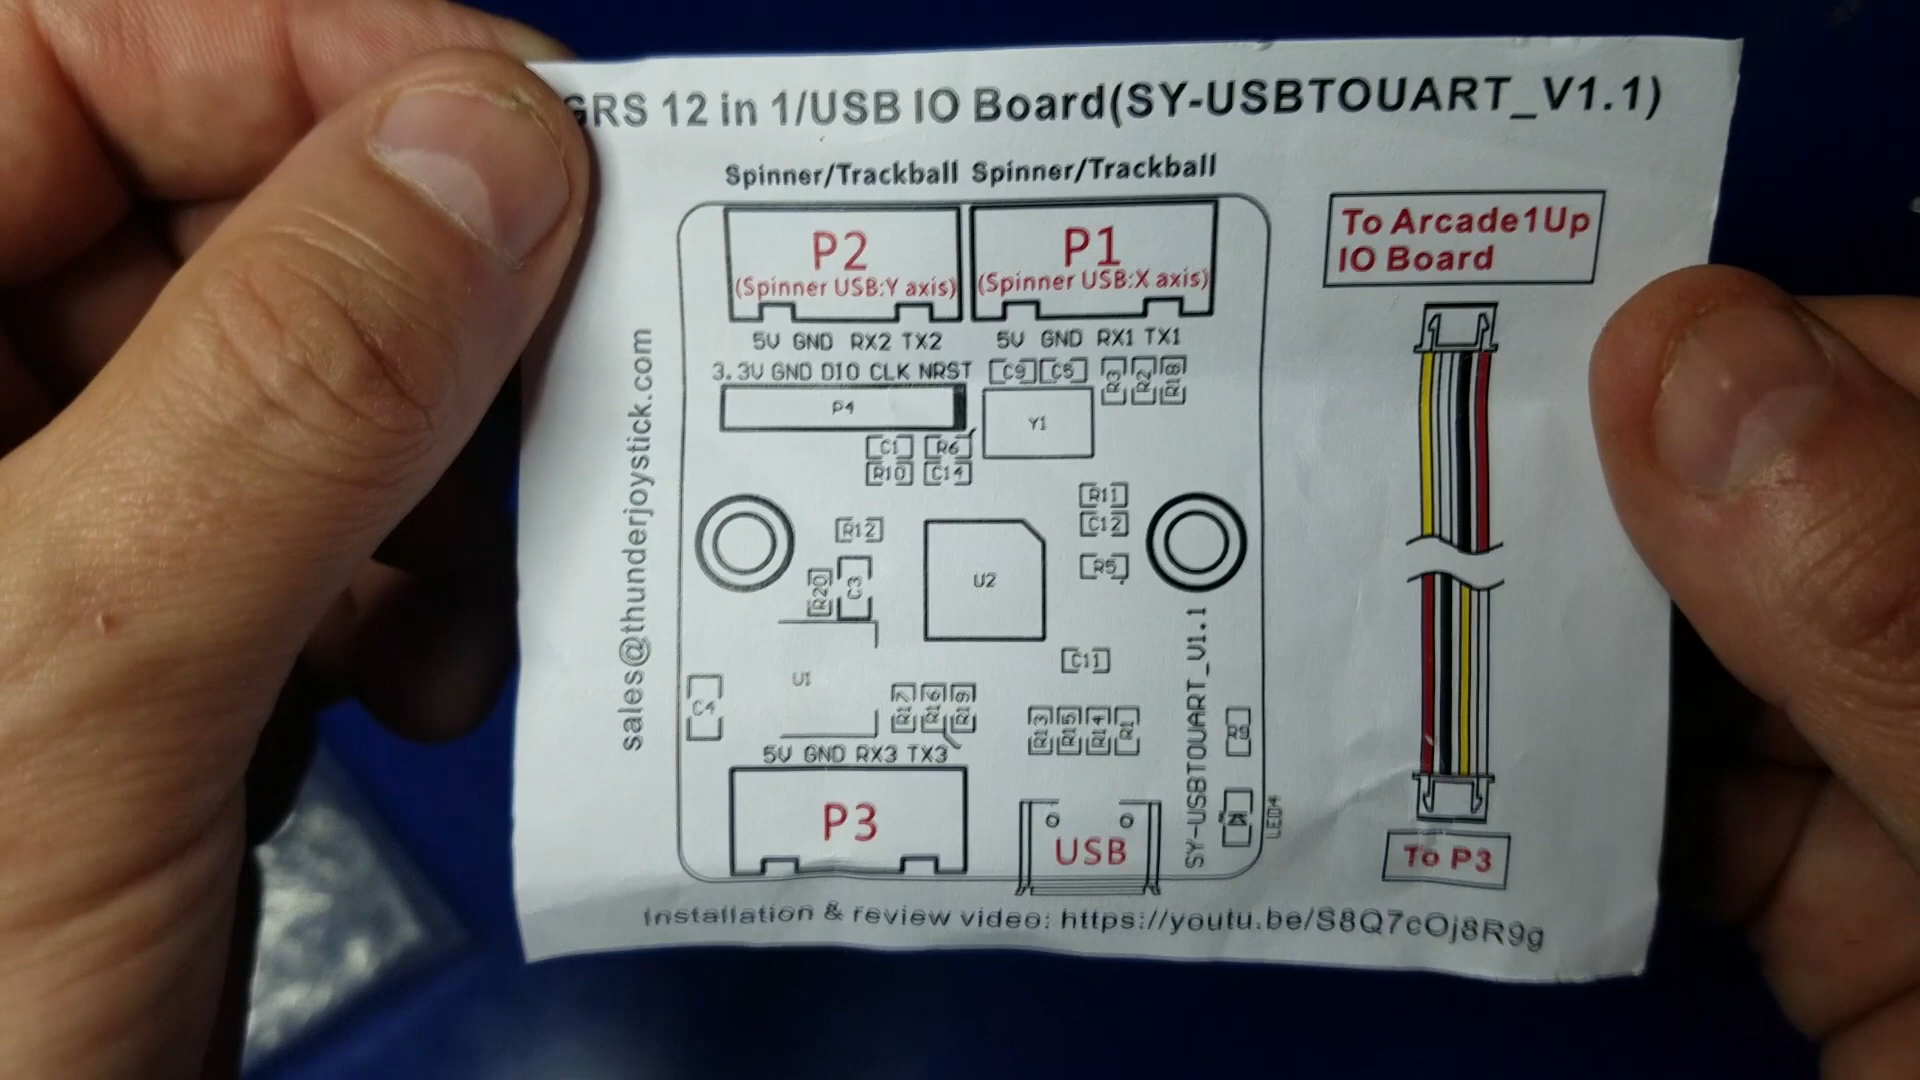 GRS 12 in 1/USB IO Board(SY-USBTOUART_V1.1)
Spinner/Trackball Spinner/Trackball
P2
(Spinner USB:Y axis)
P1
(Spinner USB:X axis)
5V GND RX2 TX2
5V GND RX1 TX1
3.3V GND DIO CLK NRST
C9 C5
R3
R2
R18
P4
Y1
C1 R6
R10 C14
R11
C12
R12
R5
R20
C3
U2
C11
U1
C4
R17
R16
R19
R13
R15
R14
R1
R9
5V GND RX3 TX3
P3
USB
SY-USBTOUART_V1.1
LED4
sales@thunderjoystick.com
To Arcade1Up
IO Board
To P3
Installation & review video: https://youtu.be/S8Q7cOj8R9g